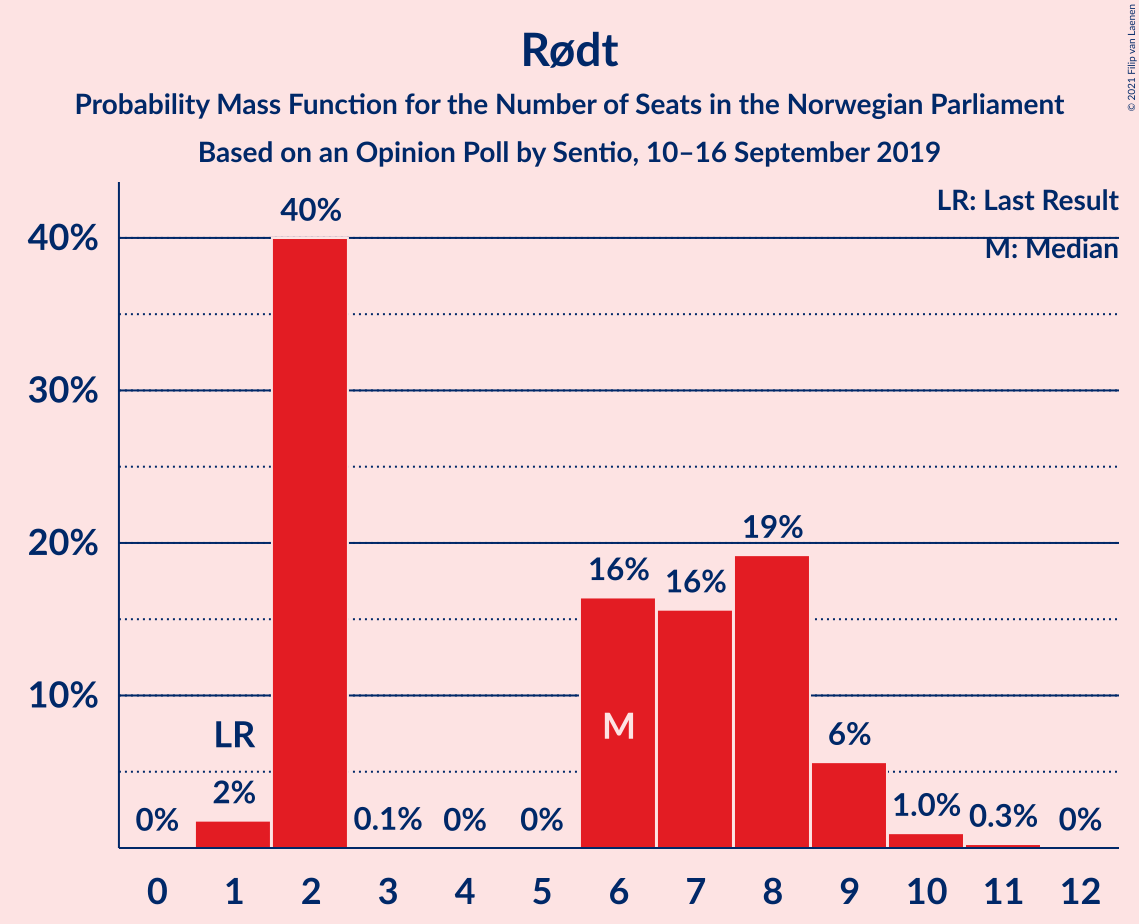 Rødt
Probability Mass Function for the Number of Seats in the Norwegian Parliament
Based on an Opinion Poll by Sentio, 10–16 September 2019
© 2021 Filip van Laenen
LR: Last Result
M: Median
40%
30%
20%
10%
0%
2%
LR
40%
0.1%
0%
0%
16%
M
16%
19%
6%
1.0%
0.3%
0%
0 1 2 3 4 5 6 7 8 9 10 11 12